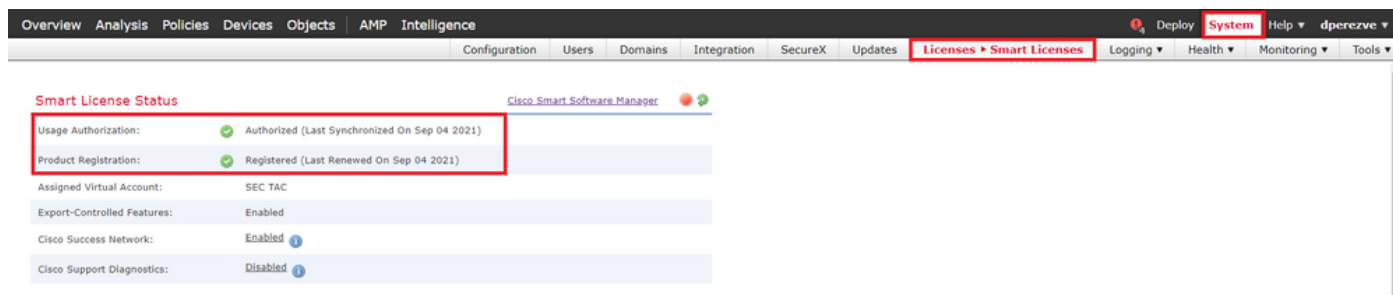 Overview Analysis Policies Devices Objects AMP Intelligence 4 Deploy System Help ▾ dperezve ▾
Configuration Users Domains Integration SecureX Updates Licenses ▸ Smart Licenses Logging ▾ Health ▾ Monitoring ▾ Tools ▾
Smart License Status Cisco Smart Software Manager
Usage Authorization: Authorized (Last Synchronized On Sep 04 2021)
Product Registration: Registered (Last Renewed On Sep 04 2021)
Assigned Virtual Account: SEC TAC
Export-Controlled Features: Enabled
Cisco Success Network: Enabled
Cisco Support Diagnostics: Disabled